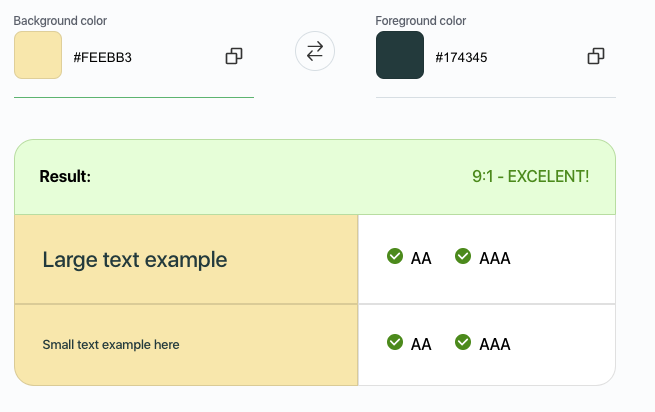 Background color
Foreground color
#FEEBB3
#174345
Result:
9:1 - EXCELENT!
Large text example
AA
AAA
Small text example here
AA
AAA